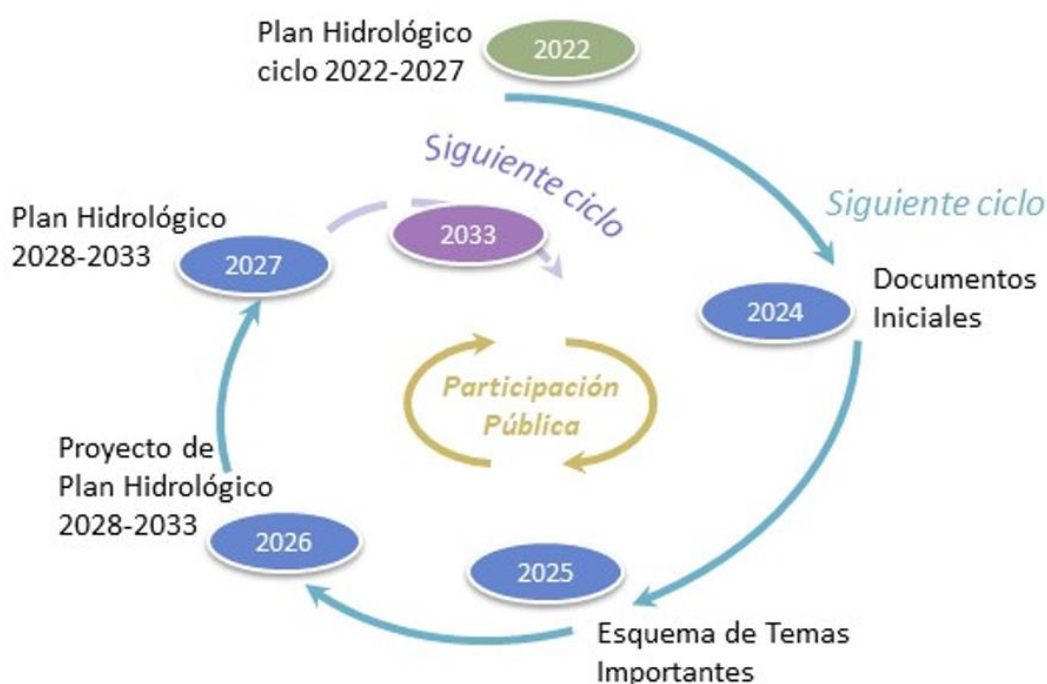 Plan Hidrológico
ciclo 2022-2027
2022
Siguiente ciclo
Siguiente ciclo
Plan Hidrológico
2028-2033
2027
2033
2024
Documentos
Iniciales
Participación
Pública
Proyecto de
Plan Hidrológico
2028-2033
2026
2025
Esquema de Temas
Importantes